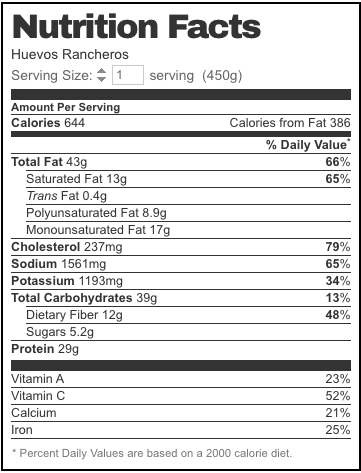 Nutrition Facts
Huevos Rancheros
Serving Size: 1 serving (450g)
Amount Per Serving
Calories 644 Calories from Fat 386
% Daily Value*
Total Fat 43g 66%
Saturated Fat 13g 65%
Trans Fat 0.4g
Polyunsaturated Fat 8.9g
Monounsaturated Fat 17g
Cholesterol 237mg 79%
Sodium 1561mg 65%
Potassium 1193mg 34%
Total Carbohydrates 39g 13%
Dietary Fiber 12g 48%
Sugars 5.2g
Protein 29g
Vitamin A 23%
Vitamin C 52%
Calcium 21%
Iron 25%
* Percent Daily Values are based on a 2000 calorie diet.